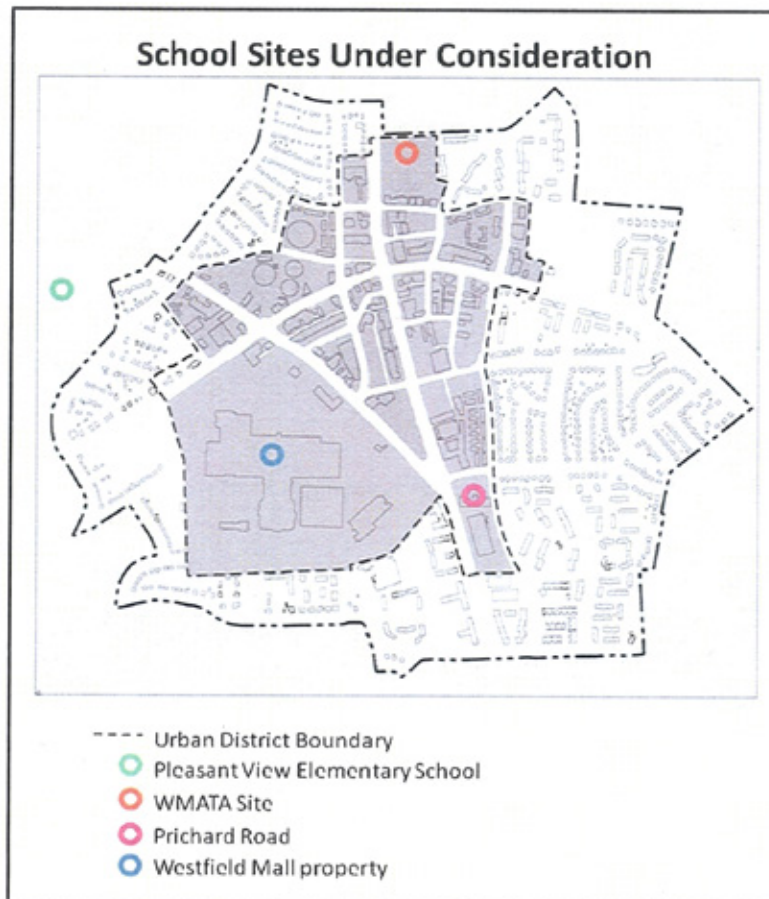 School Sites Under Consideration
Urban District Boundary
Pleasant View Elementary School
WMATA Site
Prichard Road
Westfield Mall property